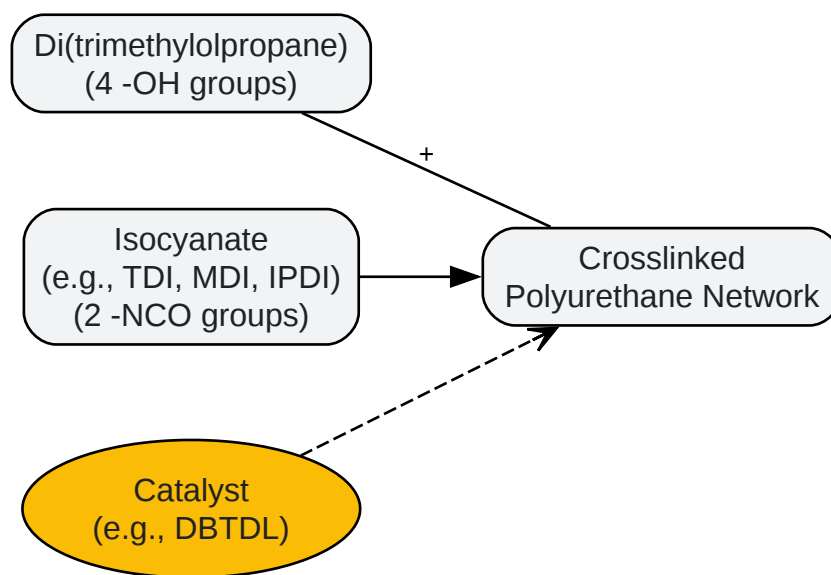 Di(trimethylolpropane)
(4 -OH groups)
+
Isocyanate
(e.g., TDI, MDI, IPDI)
(2 -NCO groups)
Crosslinked
Polyurethane Network
Catalyst
(e.g., DBTDL)